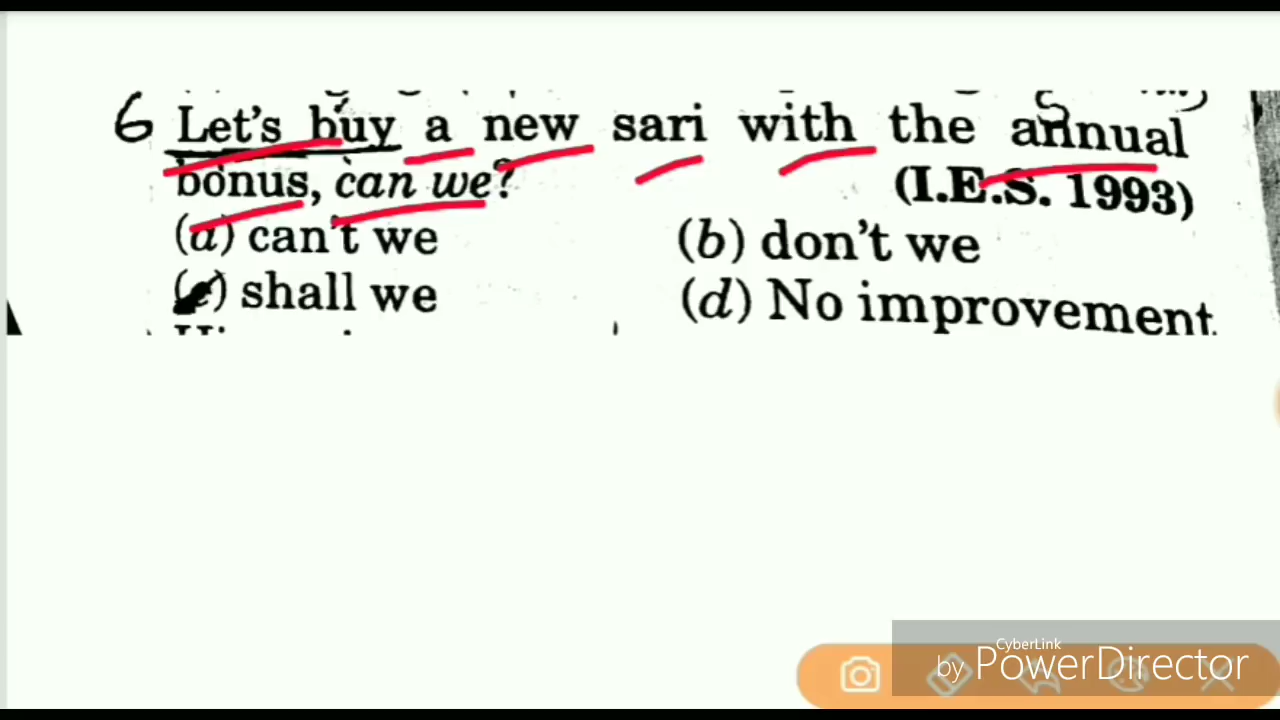 6 Let's buy a new sari with the annual
bonus, can we? (I.E.S. 1993)
(a) can't we (b) don't we
) shall we (d) No improvement
CyberLink
by PowerDirector